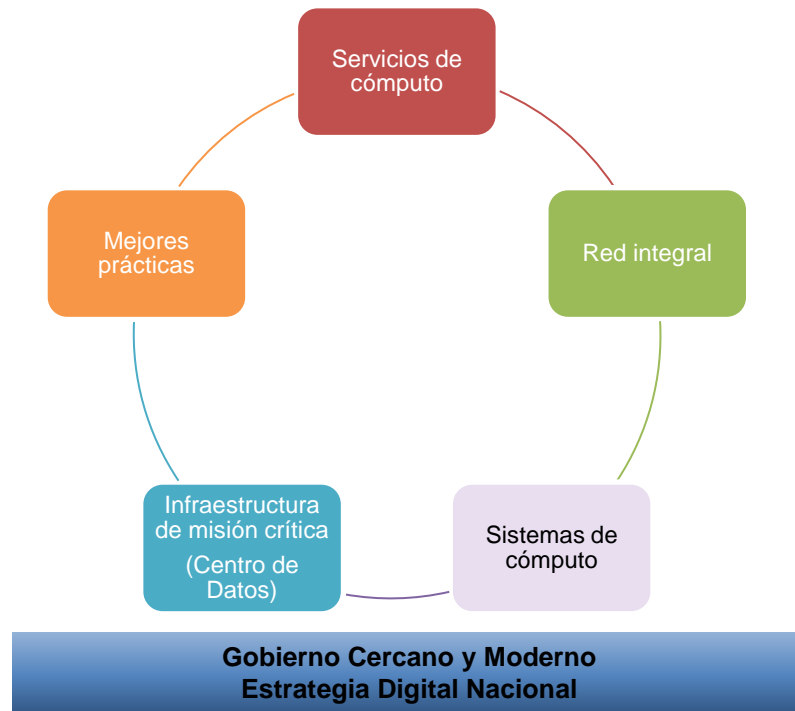 Servicios de
cómputo
Mejores
prácticas
Red integral
Infraestructura
de misión crítica
(Centro de
Datos)
Sistemas de
cómputo
Gobierno Cercano y Moderno
Estrategia Digital Nacional